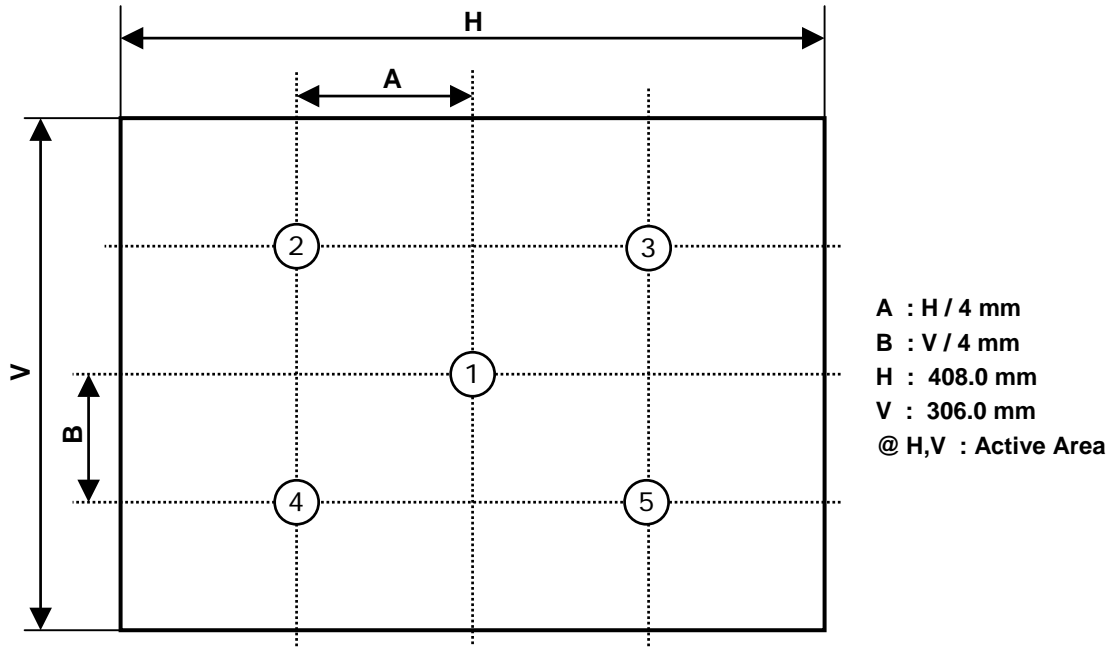 H
A
2
3
V
1
B
4
5
A : H / 4 mm
B : V / 4 mm
H : 408.0 mm
V : 306.0 mm
@ H,V : Active Area